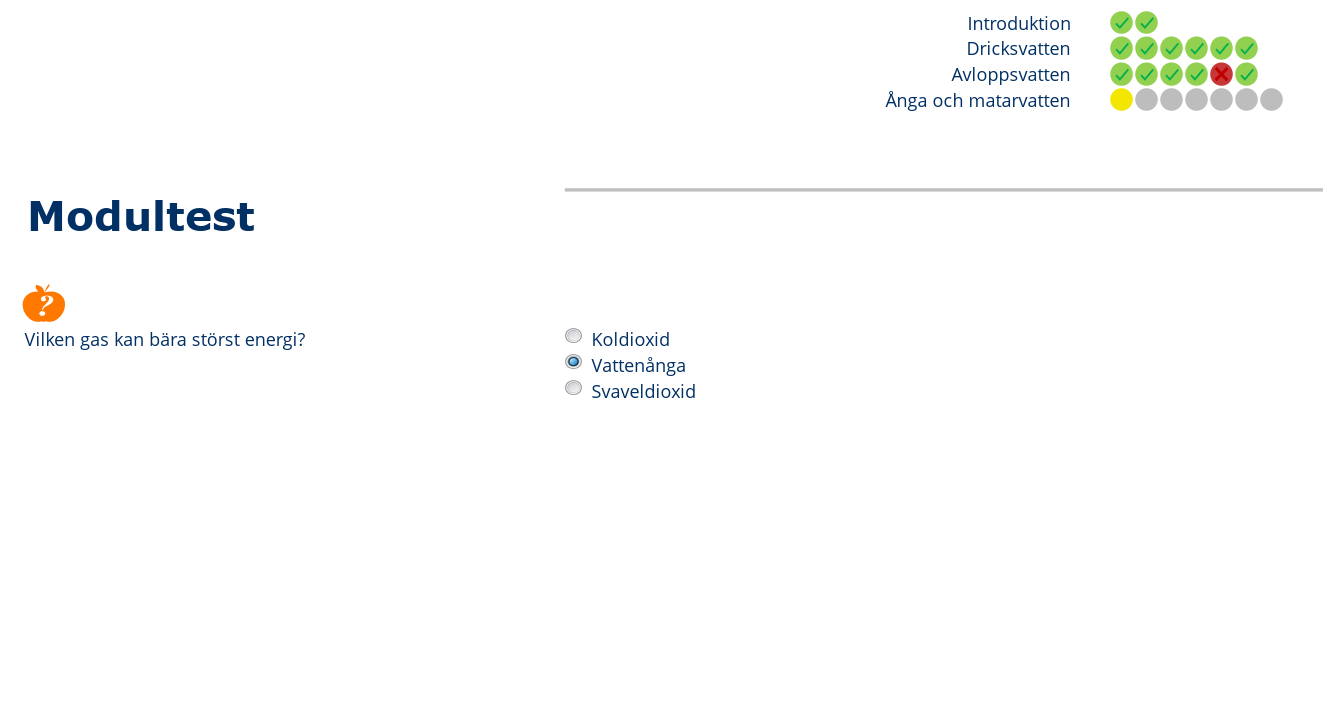 Introduktion
Dricksvatten
Avloppsvatten
Ånga och matarvatten
Modultest
?
Vilken gas kan bära störst energi?
Koldioxid
Vattenånga
Svaveldioxid